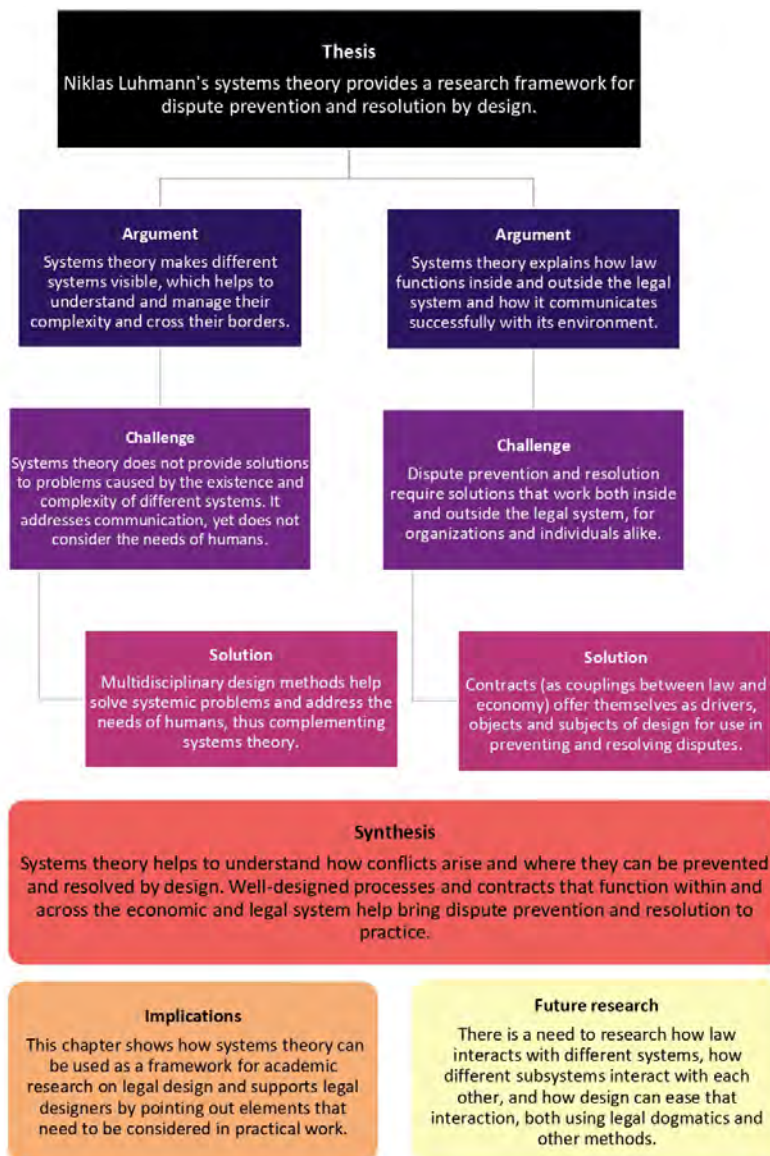 Thesis
Niklas Luhmann's systems theory provides a research framework for
dispute prevention and resolution by design.
Argument
Systems theory makes different
systems visible, which helps to
understand and manage their
complexity and cross their borders.
Argument
Systems theory explains how law
functions inside and outside the legal
system and how it communicates
successfully with its environment.
Challenge
Systems theory does not provide solutions
to problems caused by the existence and
complexity of different systems. It
addresses communication, yet does not
consider the needs of humans.
Challenge
Dispute prevention and resolution
require solutions that work both inside
and outside the legal system, for
organizations and individuals alike.
Solution
Multidisciplinary design methods help
solve systemic problems and address the
needs of humans, thus complementing
systems theory.
Solution
Contracts (as couplings between law and
economy) offer themselves as drivers,
objects and subjects of design for use in
preventing and resolving disputes.
Synthesis
Systems theory helps to understand how conflicts arise and where they can be prevented
and resolved by design. Well-designed processes and contracts that function within and
across the economic and legal system help bring dispute prevention and resolution to
practice.
Implications
This chapter shows how systems theory can
be used as a framework for academic
research on legal design and supports legal
designers by pointing out elements that
need to be considered in practical work.
Future research
There is a need to research how law
interacts with different systems, how
different subsystems interact with each
other, and how design can ease that
interaction, both using legal dogmatics and
other methods.